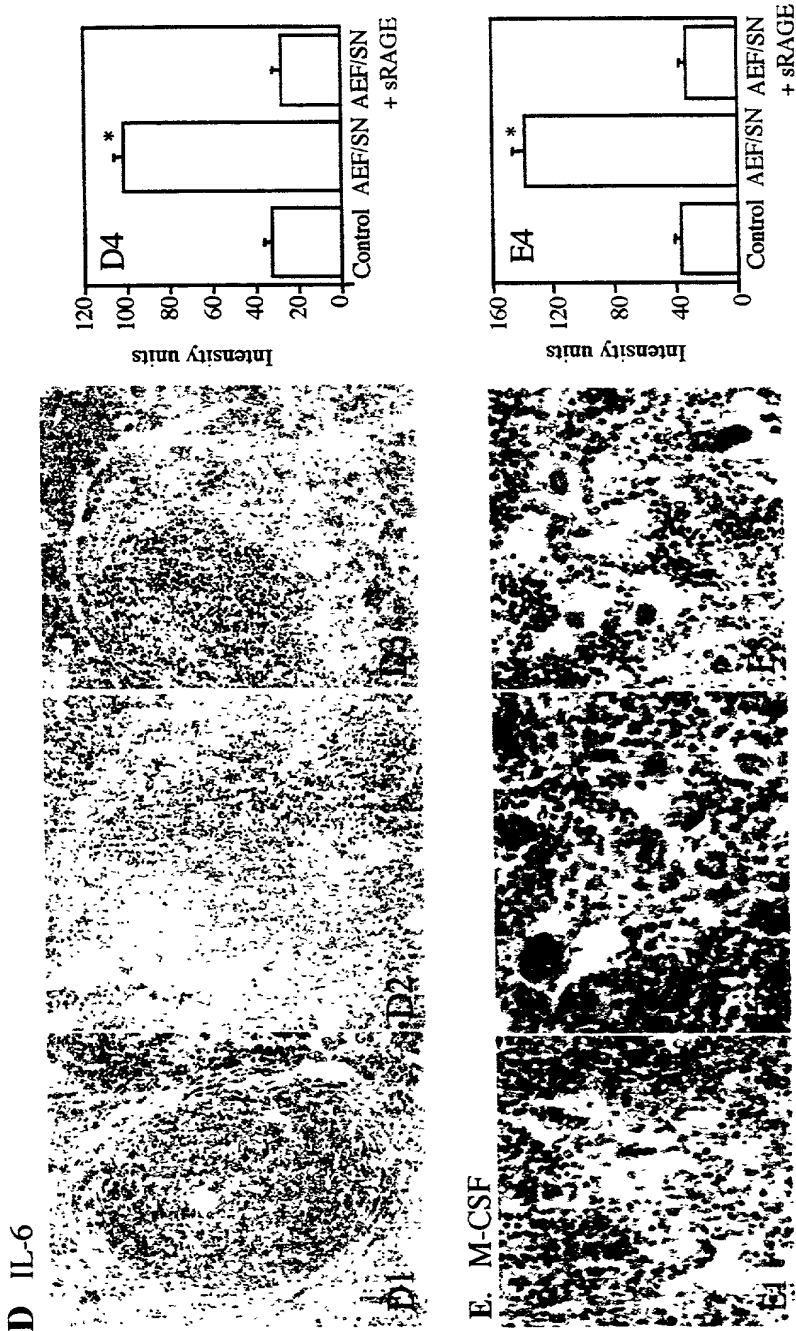 D IL-6
D1
D2
D3
D4
Intensity units
120
100
80
60
40
20
0
Control AEF/SN AEF/SN
+ sRAGE
*
E. M-CSF
E1
E3
E4
Intensity units
160
120
80
40
0
Control AEF/SN AEF/SN
+ sRAGE
*